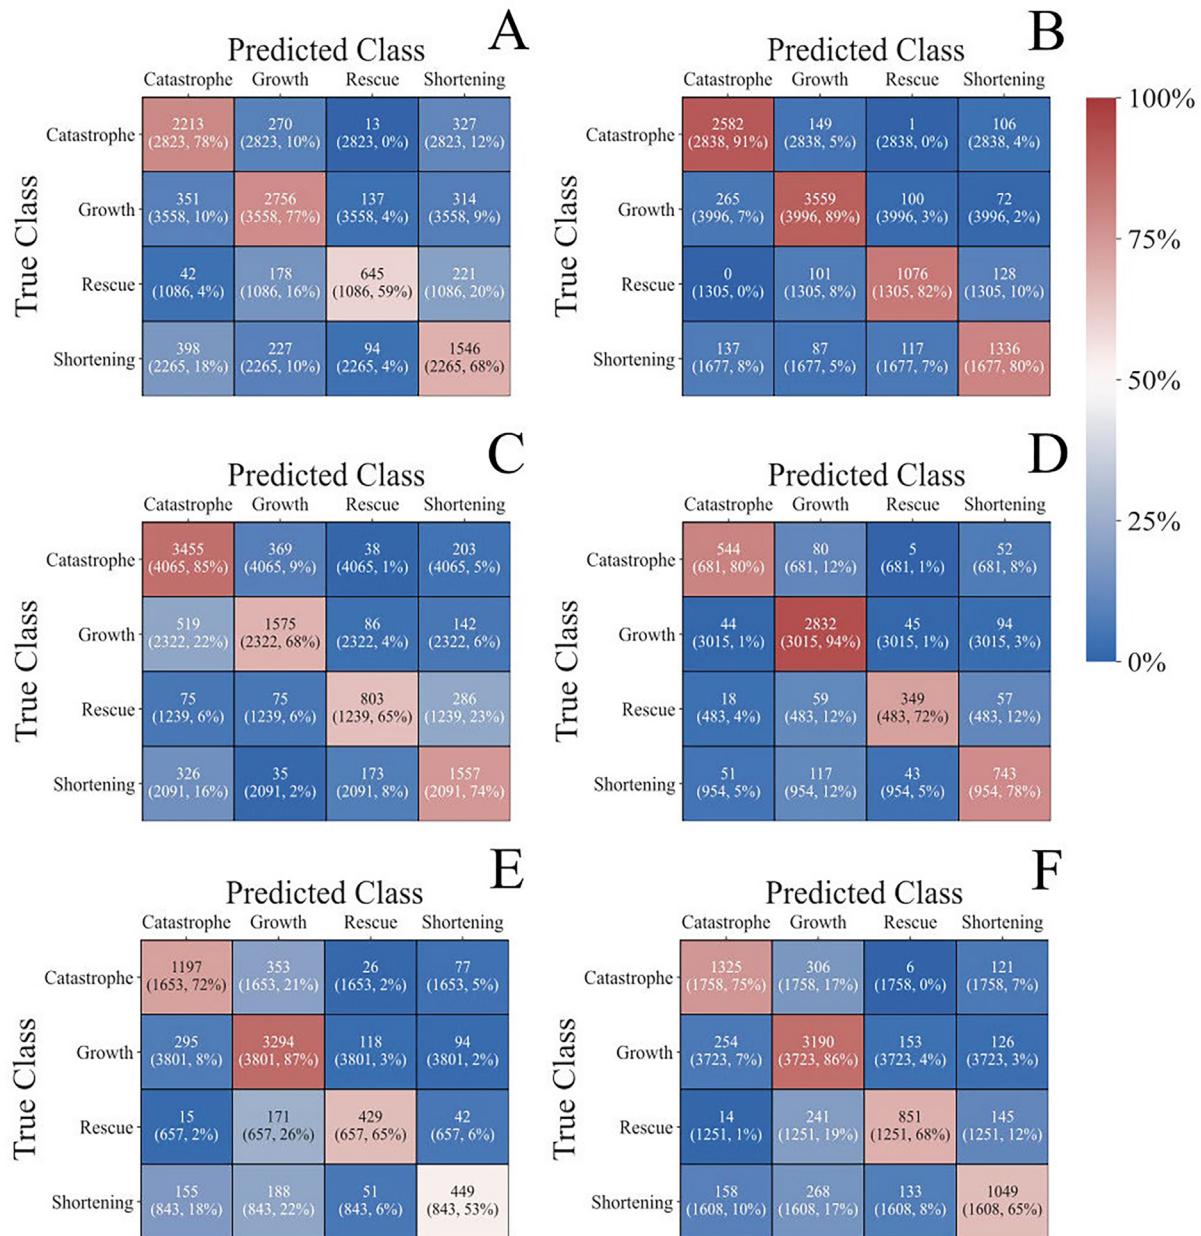 A
Predicted Class
Catastrophe Growth Rescue Shortening
True Class
Catastrophe 2213 270 13 327
(2823, 78%) (2823, 10%) (2823, 0%) (2823, 12%)
Growth 351 2756 137 314
(3558, 10%) (3558, 77%) (3558, 4%) (3558, 9%)
Rescue 42 178 645 221
(1086, 4%) (1086, 16%) (1086, 59%) (1086, 20%)
Shortening 398 227 94 1546
(2265, 18%) (2265, 10%) (2265, 4%) (2265, 68%)
B
Predicted Class
Catastrophe Growth Rescue Shortening
True Class
Catastrophe 2582 149 1 106
(2838, 91%) (2838, 5%) (2838, 0%) (2838, 4%)
Growth 265 3559 100 72
(3996, 7%) (3996, 89%) (3996, 3%) (3996, 2%)
Rescue 0 101 1076 128
(1305, 0%) (1305, 8%) (1305, 82%) (1305, 10%)
Shortening 137 87 117 1336
(1677, 8%) (1677, 5%) (1677, 7%) (1677, 80%)
100%
75%
50%
25%
0%
C
Predicted Class
Catastrophe Growth Rescue Shortening
True Class
Catastrophe 3455 369 38 203
(4065, 85%) (4065, 9%) (4065, 1%) (4065, 5%)
Growth 519 1575 86 142
(2322, 22%) (2322, 68%) (2322, 4%) (2322, 6%)
Rescue 75 75 803 286
(1239, 6%) (1239, 6%) (1239, 65%) (1239, 23%)
Shortening 326 35 173 1557
(2091, 16%) (2091, 2%) (2091, 8%) (2091, 74%)
D
Predicted Class
Catastrophe Growth Rescue Shortening
True Class
Catastrophe 544 80 5 52
(681, 80%) (681, 12%) (681, 1%) (681, 8%)
Growth 44 2832 45 94
(3015, 1%) (3015, 94%) (3015, 1%) (3015, 3%)
Rescue 18 59 349 57
(483, 4%) (483, 12%) (483, 72%) (483, 12%)
Shortening 51 117 43 743
(954, 5%) (954, 12%) (954, 5%) (954, 78%)
E
Predicted Class
Catastrophe Growth Rescue Shortening
True Class
Catastrophe 1197 353 26 77
(1653, 72%) (1653, 21%) (1653, 2%) (1653, 5%)
Growth 295 3294 118 94
(3801, 8%) (3801, 87%) (3801, 3%) (3801, 2%)
Rescue 15 171 429 42
(657, 2%) (657, 26%) (657, 65%) (657, 6%)
Shortening 155 188 51 449
(843, 18%) (843, 22%) (843, 6%) (843, 53%)
F
Predicted Class
Catastrophe Growth Rescue Shortening
True Class
Catastrophe 1325 306 6 121
(1758, 75%) (1758, 17%) (1758, 0%) (1758, 7%)
Growth 254 3190 153 126
(3723, 7%) (3723, 86%) (3723, 4%) (3723, 3%)
Rescue 14 241 851 145
(1251, 1%) (1251, 19%) (1251, 68%) (1251, 12%)
Shortening 158 268 133 1049
(1608, 10%) (1608, 17%) (1608, 8%) (1608, 65%)